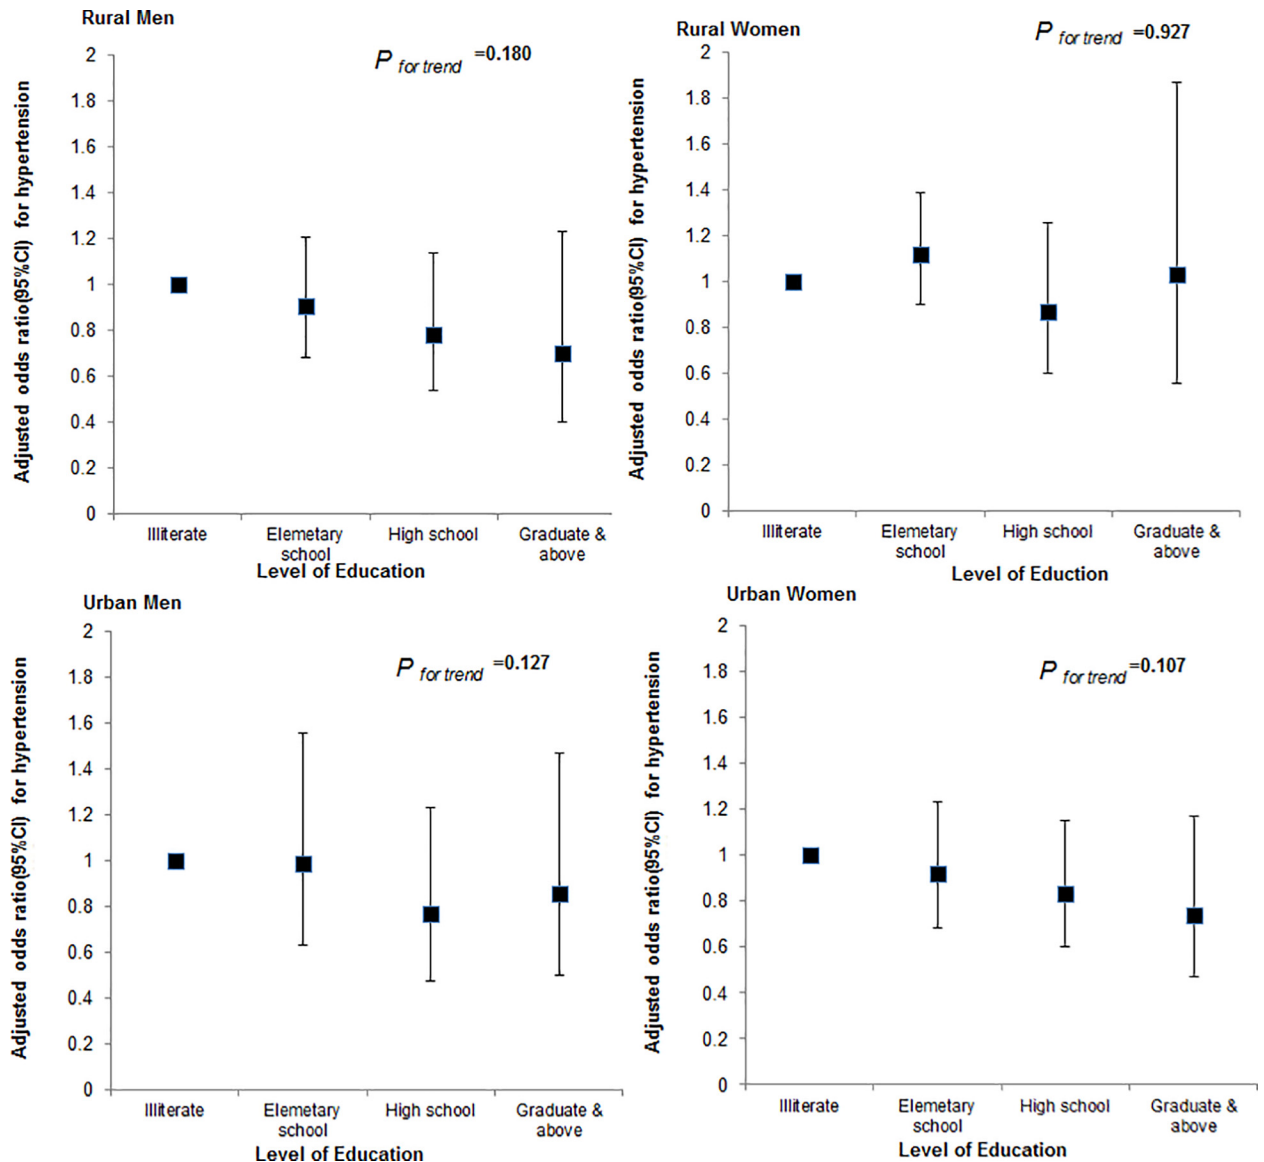 Rural Men
P for trend =0.180
Adjusted odds ratio(95%CI) for hypertension
2
1.8
1.6
1.4
1.2
1
0.8
0.6
0.4
0.2
0
Illiterate
Elemetary school
High school
Graduate & above
Level of Education
Rural Women
P for trend =0.927
Adjusted odds ratio(95%CI) for hypertension
2
1.8
1.6
1.4
1.2
1
0.8
0.6
0.4
0.2
0
Illiterate
Elemetary school
High school
Graduate & above
Level of Eduction
Urban Men
P for trend =0.127
Adjusted odds ratio(95%CI) for hypertension
2
1.8
1.6
1.4
1.2
1
0.8
0.6
0.4
0.2
0
Illiterate
Elemetary school
High school
Graduate & above
Level of Education
Urban Women
P for trend =0.107
Adjusted odds ratio(95%CI) for hypertension
2
1.8
1.6
1.4
1.2
1
0.8
0.6
0.4
0.2
0
Illiterate
Elemetary school
High school
Graduate & above
Level of Education